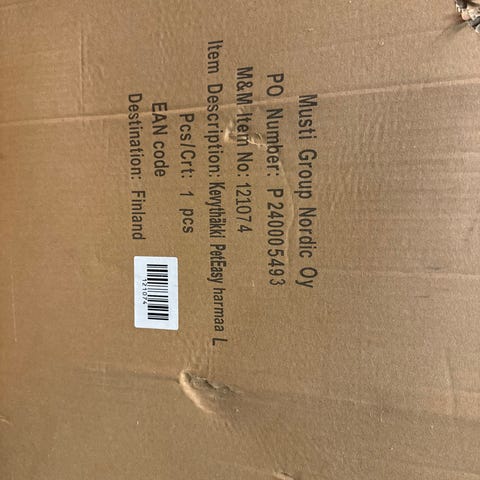 Musti Group Nordic Oy
PO Number: P240005493
M&M Item No: 121074
Item Description: Kevythäkki PetEasy harmaa L
Pcs/Crt: 1 pcs
EAN code
Destination: Finland
121074